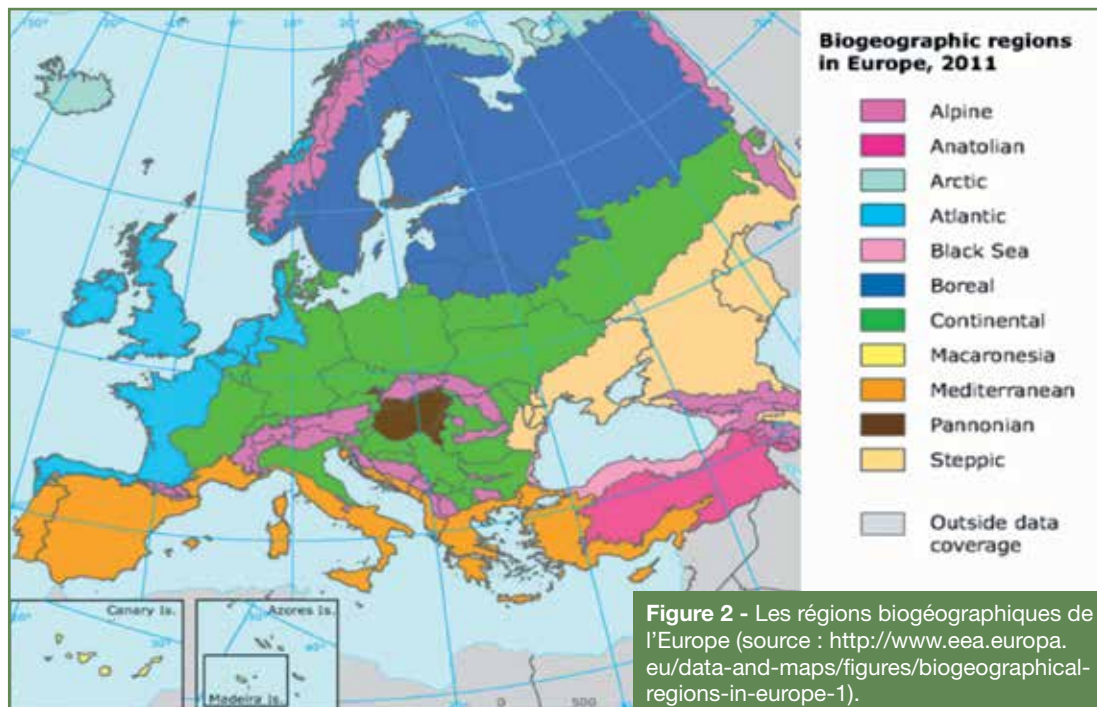 Biogeographic regions
in Europe, 2011
Alpine
Anatolian
Arctic
Atlantic
Black Sea
Boreal
Continental
Macaronesia
Mediterranean
Pannonian
Steppic
Outside data
coverage
Canary Is.
Azores Is.
Madeira Is.
0 500
Figure 2 - Les régions biogéographiques de
l'Europe (source : http://www.eea.europa.
eu/data-and-maps/figures/biogeographical-
regions-in-europe-1).